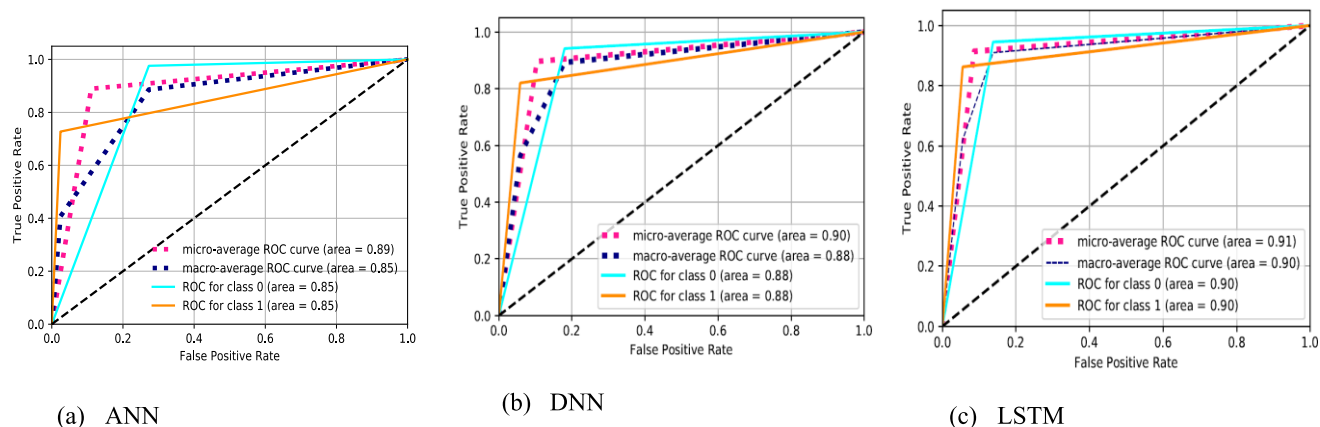 1.0
0.8
0.6
0.4
0.2
0.0
True Positive Rate
micro-average ROC curve (area = 0.89)
macro-average ROC curve (area = 0.85)
ROC for class 0 (area = 0.85)
ROC for class 1 (area = 0.85)
0.0 0.2 0.4 0.6 0.8 1.0
False Positive Rate
(a) ANN
1.0
0.8
0.6
0.4
0.2
0.0
True Positive Rate
micro-average ROC curve (area = 0.90)
macro-average ROC curve (area = 0.88)
ROC for class 0 (area = 0.88)
ROC for class 1 (area = 0.88)
0.0 0.2 0.4 0.6 0.8 1.0
False Positive Rate
(b) DNN
1.0
0.8
0.6
0.4
0.2
0.0
True Positive Rate
micro-average ROC curve (area = 0.91)
macro-average ROC curve (area = 0.90)
ROC for class 0 (area = 0.90)
ROC for class 1 (area = 0.90)
0.0 0.2 0.4 0.6 0.8 1.0
False Positive Rate
(c) LSTM